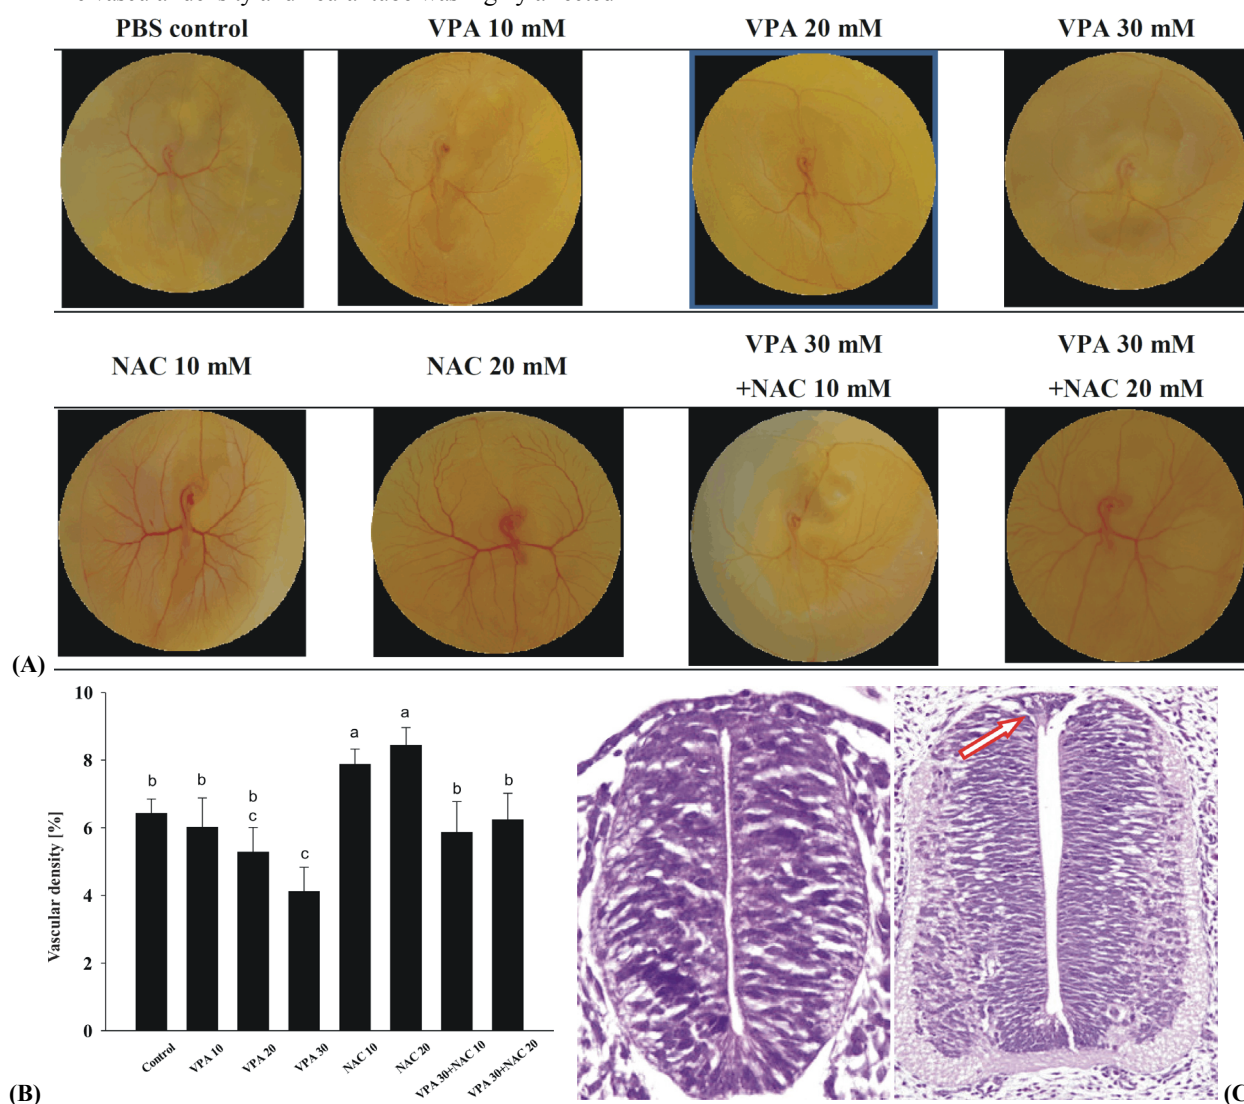 PBS control VPA 10 mM VPA 20 mM VPA 30 mM
NAC 10 mM NAC 20 mM VPA 30 mM VPA 30 mM
+NAC 10 mM +NAC 20 mM
(A)
10
8
6
4
2
0
Vascular density [%]
b b b c c a a b b
Control VPA 10 VPA 20 VPA 30 NAC 10 NAC 20 VPA 30+NAC 10 VPA 30+NAC 20
(B) (C